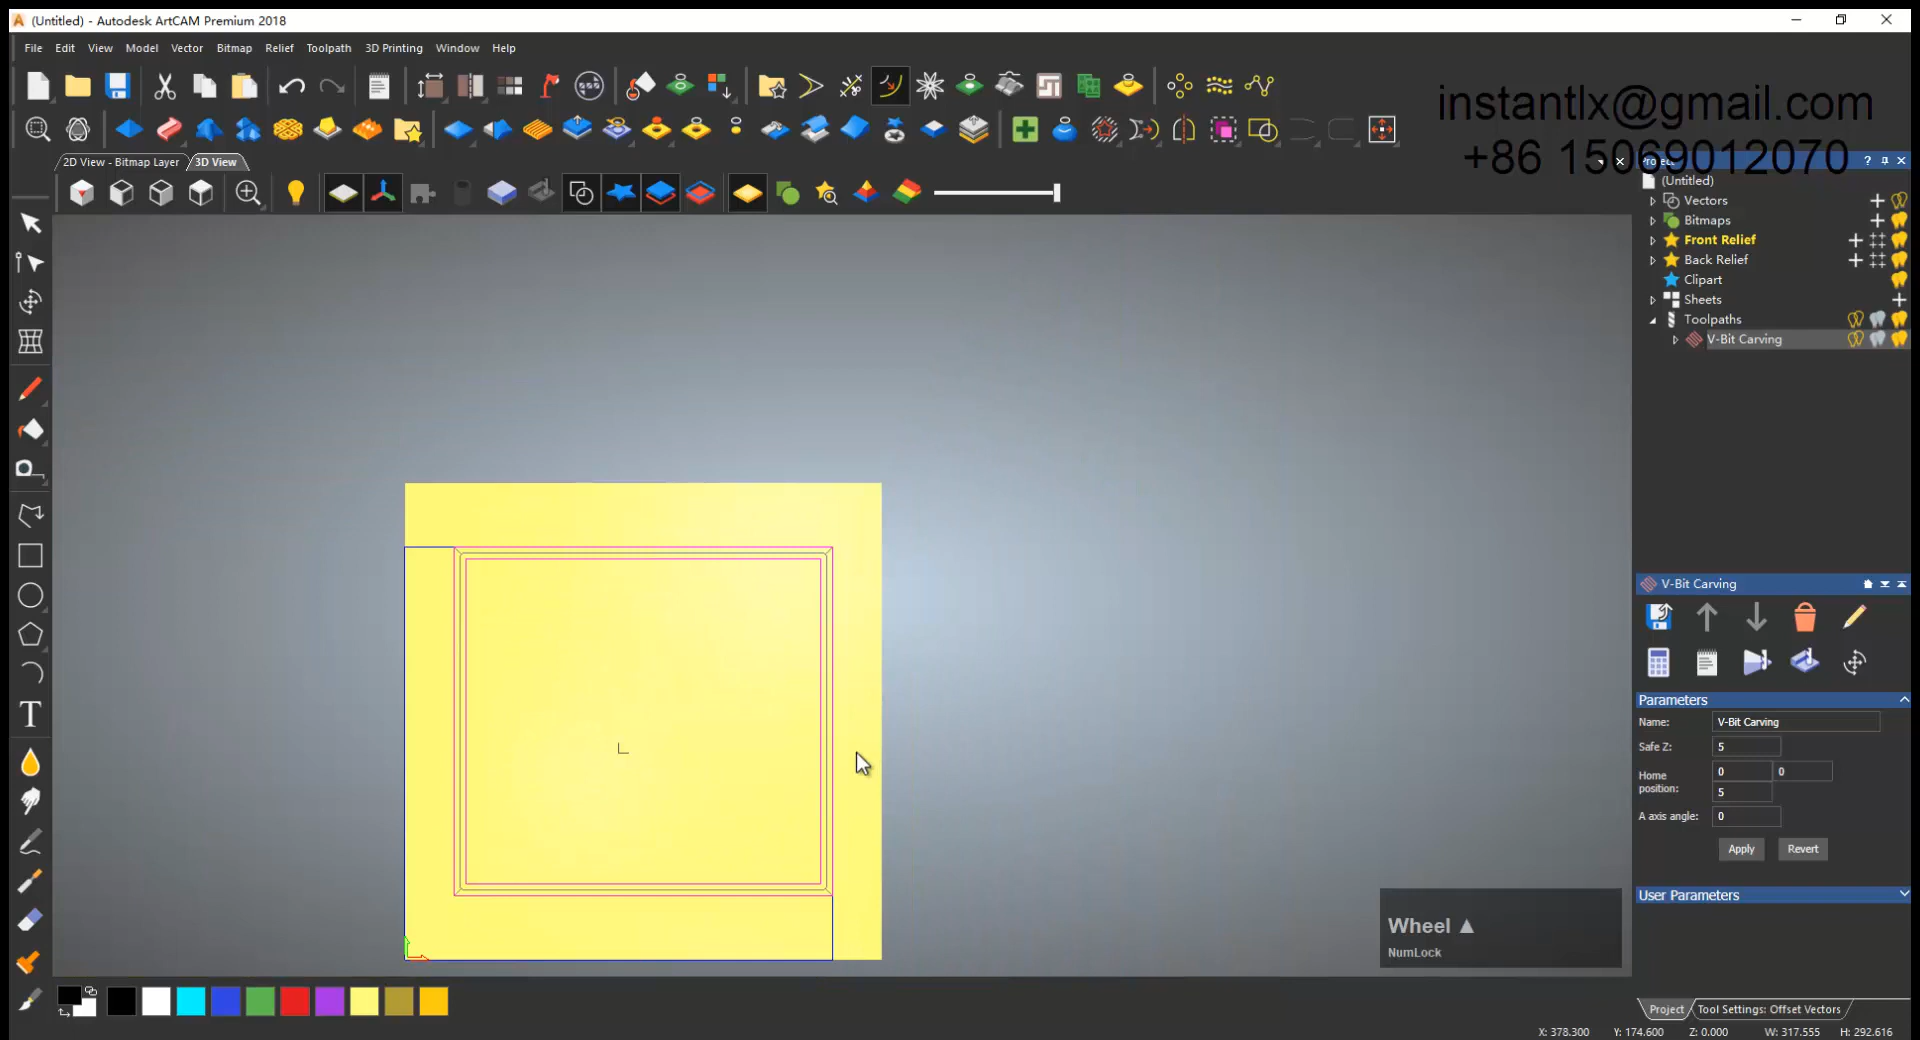 (Untitled) - Autodesk ArtCAM Premium 2018
File Edit View Model Vector Bitmap Relief Toolpath 3D Printing Window Help
instantlx@gmail.com
+86 15069012070
2D View - Bitmap Layer 3D View
(Untitled)
Vectors
Bitmaps
Front Relief
Back Relief
Clipart
Sheets
Toolpaths
V-Bit Carving
V-Bit Carving
Parameters
Name: V-Bit Carving
Safe Z: 5
Home position: 0 0
5
A axis angle: 0
Apply Revert
User Parameters
Wheel ▲
NumLock
T
Project Tool Settings: Offset Vectors
X: 378.300 Y: 174.600 Z: 0.000 W: 317.555 H: 292.616